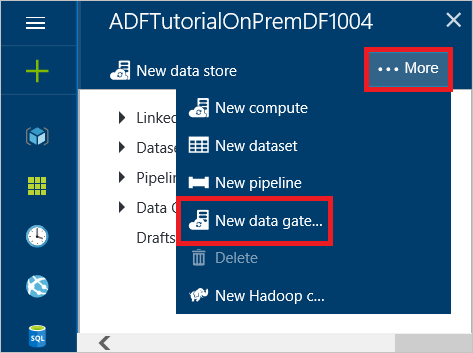 ADFTutorialOnPremDF1004
New data store
... More
Linke
New compute
Datase
New dataset
Pipelin
New pipeline
Data G
New data gate...
Drafts
Delete
New Hadoop c...
SQL